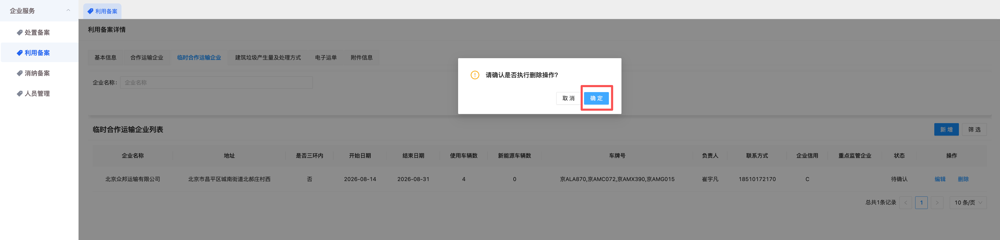 企业服务
处置备案
利用备案
消纳备案
人员管理
利用备案
利用备案详情
基本信息 合作运输企业 临时合作运输企业 建筑垃圾产生量及处理方式 电子运单 附件信息
企业名称: 企业名称
请确认是否执行删除操作?
取 消 确 定
临时合作运输企业列表
新 增 筛 选
企业名称 地址 是否三环内 开始日期 结束日期 使用车辆数 新能源车辆数 车牌号 负责人 联系方式 企业信用 重点监管企业 状态 操作
北京众邦运输有限公司 北京市昌平区城南街道北郝庄村西 否 2026-08-14 2026-08-31 4 0 京ALA870,京AMC072,京AMX390,京AMG015 崔宇凡 18510172170 C 待确认 编辑 删除
总共1条记录 < 1 > 10 条/页